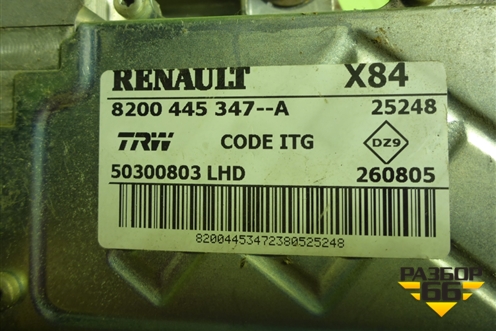 RENAULT X84
8200 445 347--A 25248
TRW CODE ITG DZ9
50300803 LHD 260805
82004453472380525248
РАЗБОР
66